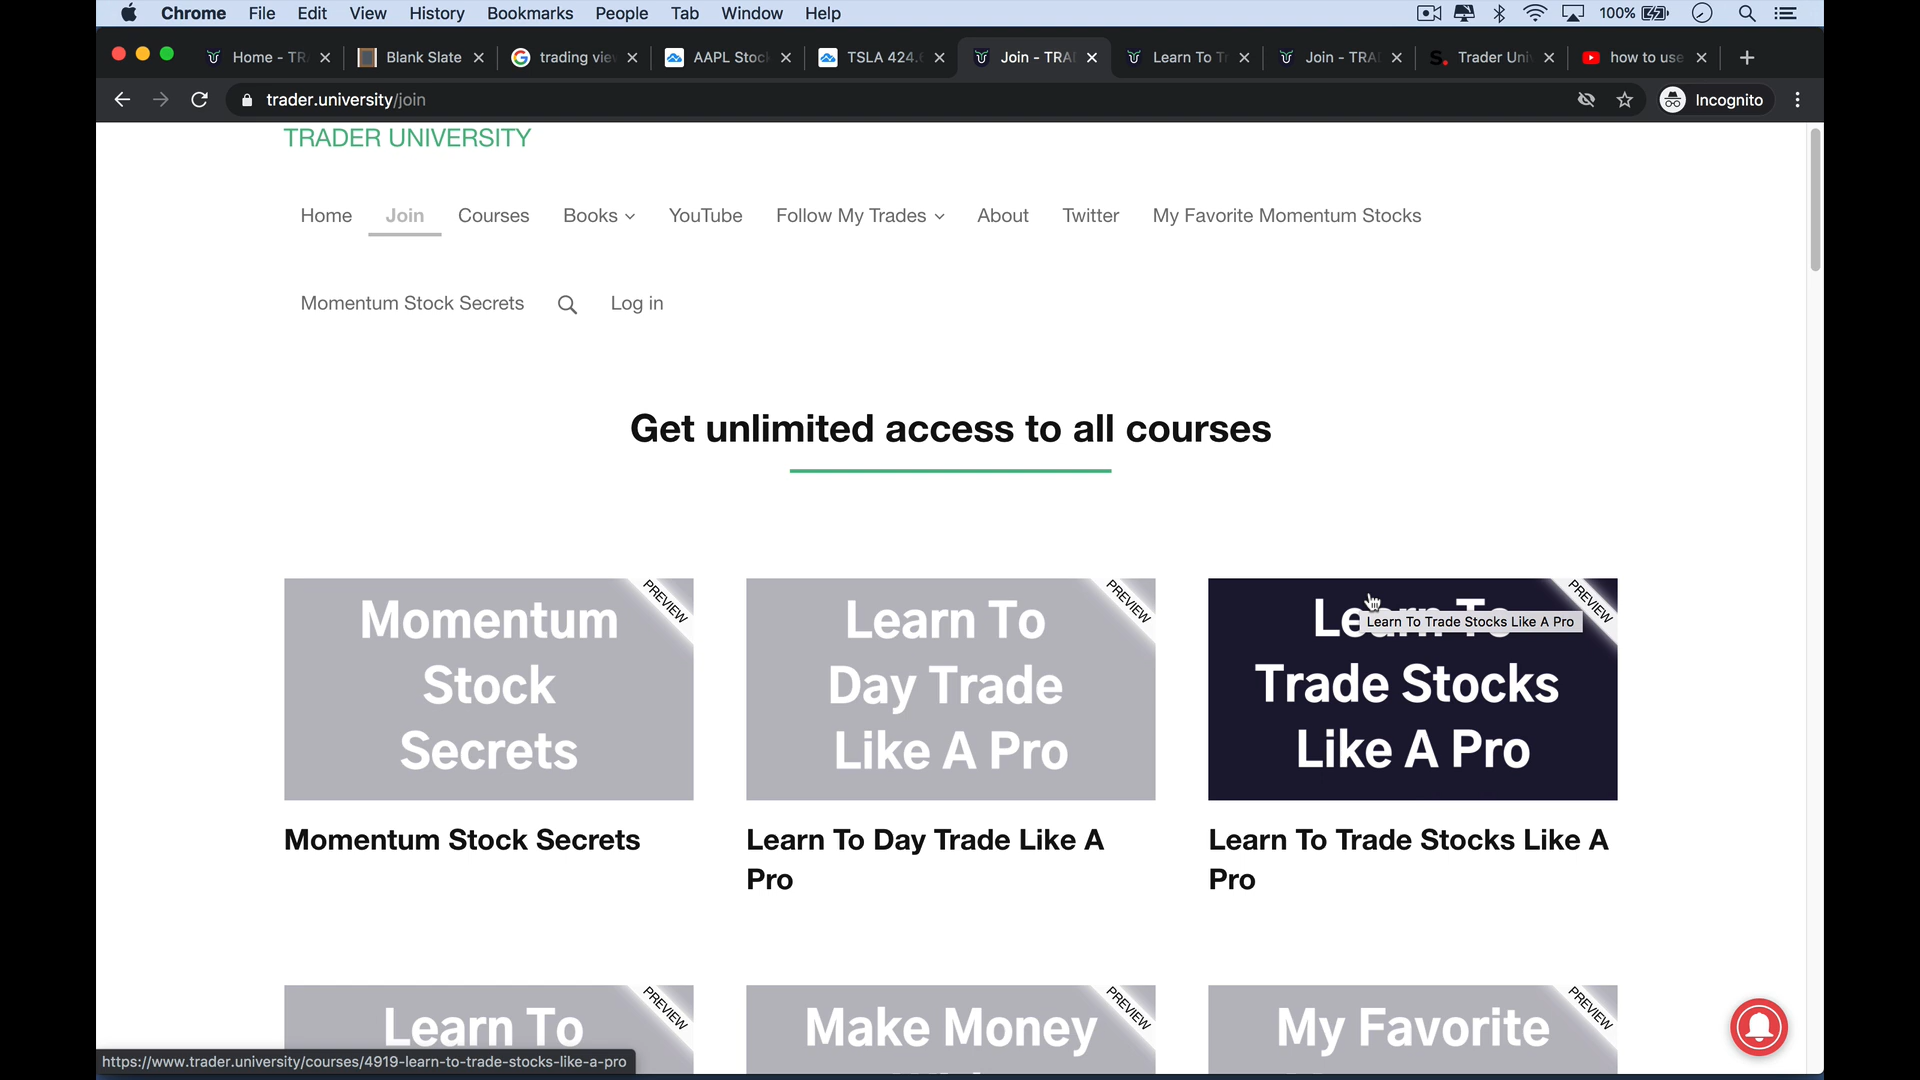 Chrome File Edit View History Bookmarks People Tab Window Help 100%
Home - TR Blank Slate trading vie AAPL Stoc TSLA 424. Join - TRA Learn To T Join - TRA Trader Uni how to use
trader.university/join Incognito
TRADER UNIVERSITY
Home Join Courses Books YouTube Follow My Trades About Twitter My Favorite Momentum Stocks
Momentum Stock Secrets Log in
Get unlimited access to all courses
PREVIEW
Momentum
Stock
Secrets
PREVIEW
Learn To
Day Trade
Like A Pro
PREVIEW
Learn To
Learn To Trade Stocks Like A Pro
Trade Stocks
Like A Pro
Momentum Stock Secrets
Learn To Day Trade Like A
Pro
Learn To Trade Stocks Like A
Pro
PREVIEW
Learn To
PREVIEW
Make Money
PREVIEW
My Favorite
https://www.trader.university/courses/4919-learn-to-trade-stocks-like-a-pro